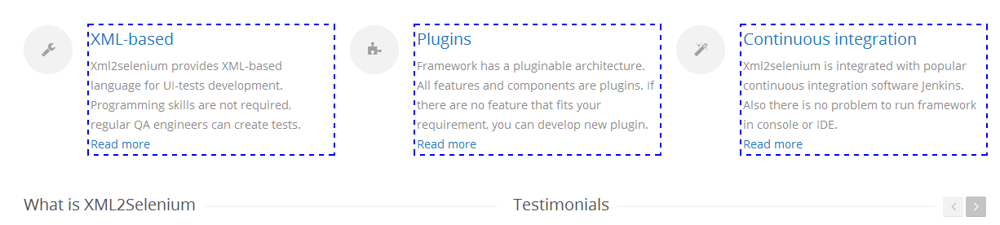 XML-based
Xml2selenium provides XML-based
language for UI-tests development.
Programming skills are not required,
regular QA engineers can create tests.
Read more
Plugins
Framework has a pluginable architecture.
All features and components are plugins. If
there are no feature that fits your
requirement, you can develop new plugin.
Read more
Continuous integration
Xml2selenium is integrated with popular
continuous integration software Jenkins.
Also there is no problem to run framework
in console or IDE.
Read more
What is XML2Selenium
Testimonials